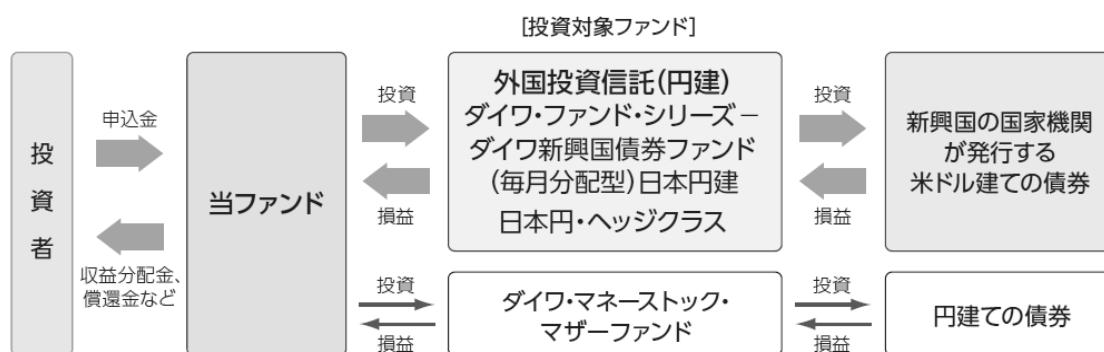 [投資対象ファンド]
投資者
申込金
収益分配金、
償還金など
当ファンド
投資
損益
外国投資信託(円建)
ダイワ・ファンド・シリーズ－
ダイワ新興国債券ファンド
(毎月分配型)日本円建
日本円・ヘッジクラス
投資
損益
新興国の国家機関
が発行する
米ドル建ての債券
投資
損益
ダイワ・マネーストック・
マザーファンド
投資
損益
円建ての債券